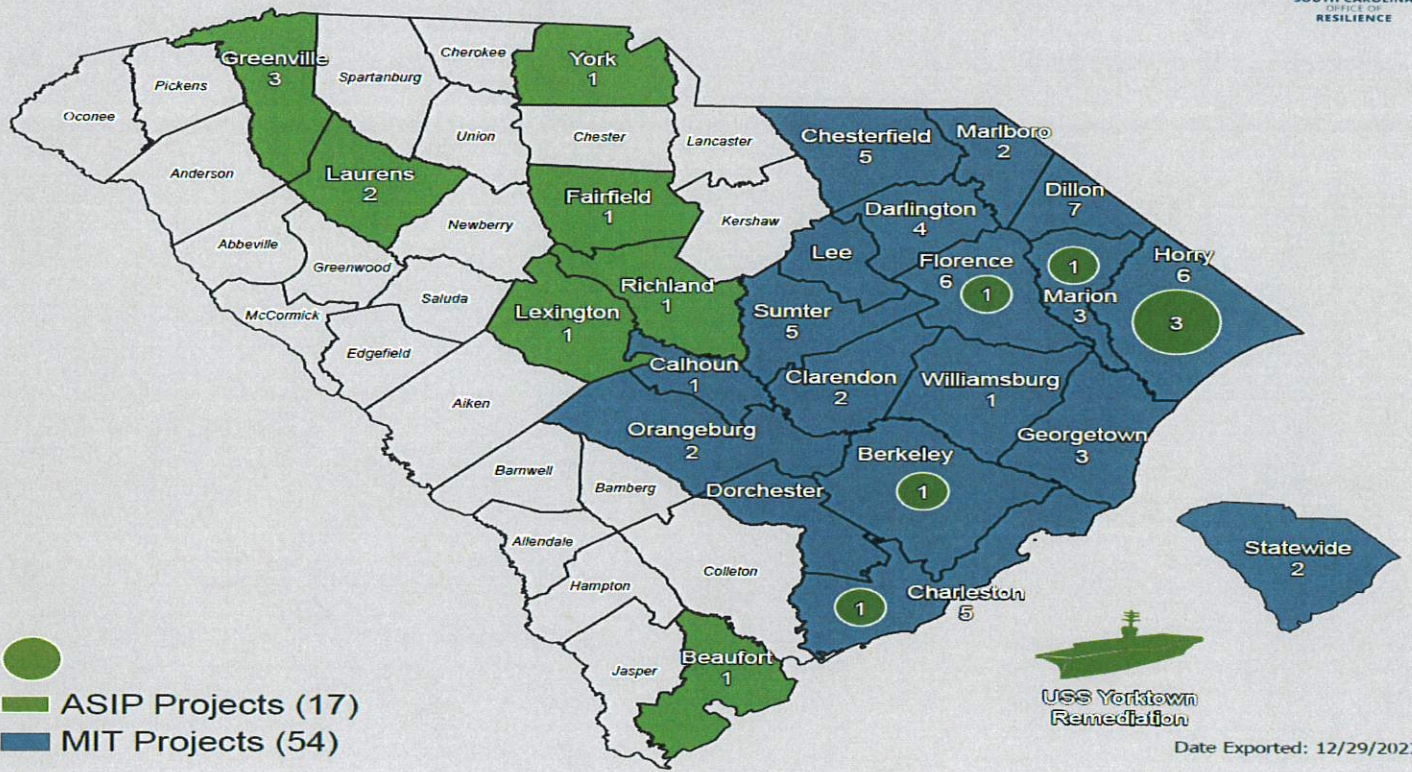 SOUTH CAROLINA
OFFICE OF
RESILIENCE
Greenville
3
Spartanburg
Cherokee
York
1
Pickens
Oconee
Union
Chester
Lancaster
Chesterfield
5
Marlboro
2
Anderson
Laurens
2
Fairfield
1
Kershaw
Darlington
4
Dillon
7
Newberry
Abbeville
Greenwood
Lee
Florence
6
1
1
Marion
3
Horry
6
3
Saluda
Richland
1
Lexington
1
Sumter
5
McCormick
Edgefield
Calhoun
1
Clarendon
2
Williamsburg
1
Aiken
Orangeburg
2
Georgetown
3
Berkeley
1
Barnwell
Bamberg
Dorchester
Allendale
Statewide
2
Colleton
Hampton
1
Charleston
5
Jasper
Beaufort
1
USS Yorktown
Remediation
ASIP Projects (17)
MIT Projects (54)
Date Exported: 12/29/202